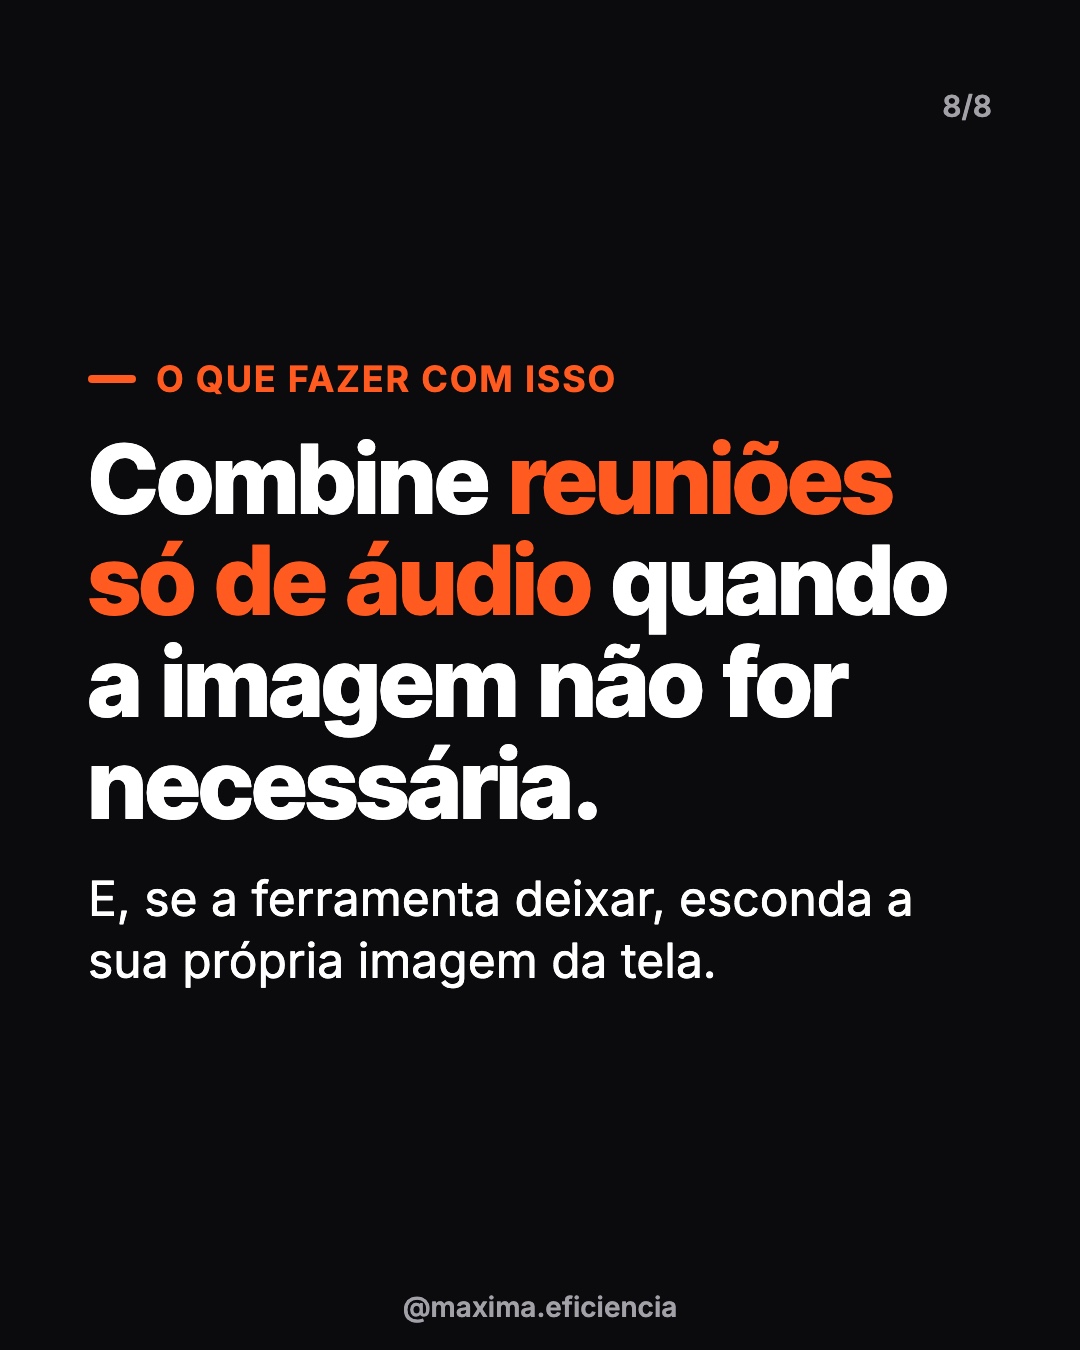 8/8
O QUE FAZER COM ISSO
Combine reuniões
só de áudio quando
a imagem não for
necessária.
E, se a ferramenta deixar, esconda a
sua própria imagem da tela.
@maxima.eficiencia